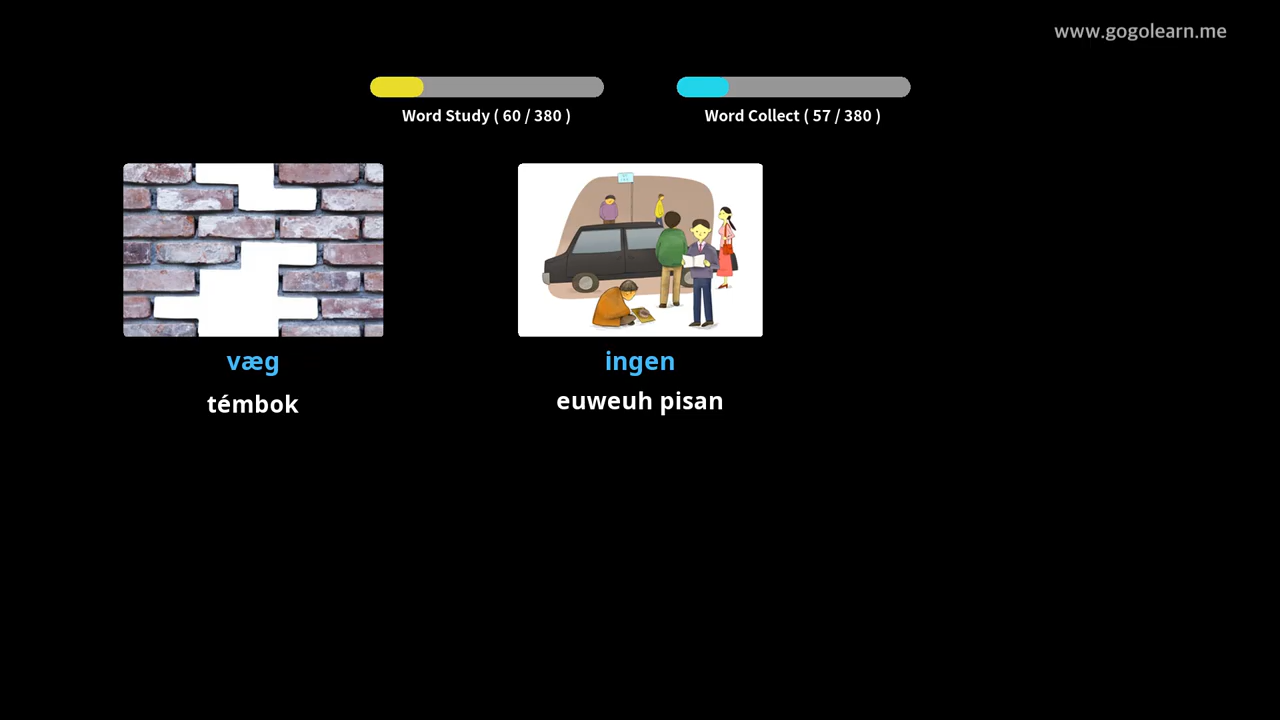 www.gogolearn.me
Word Study ( 60 / 380 )
Word Collect ( 57 / 380 )
væg
témbok
ingen
euweuh pisan